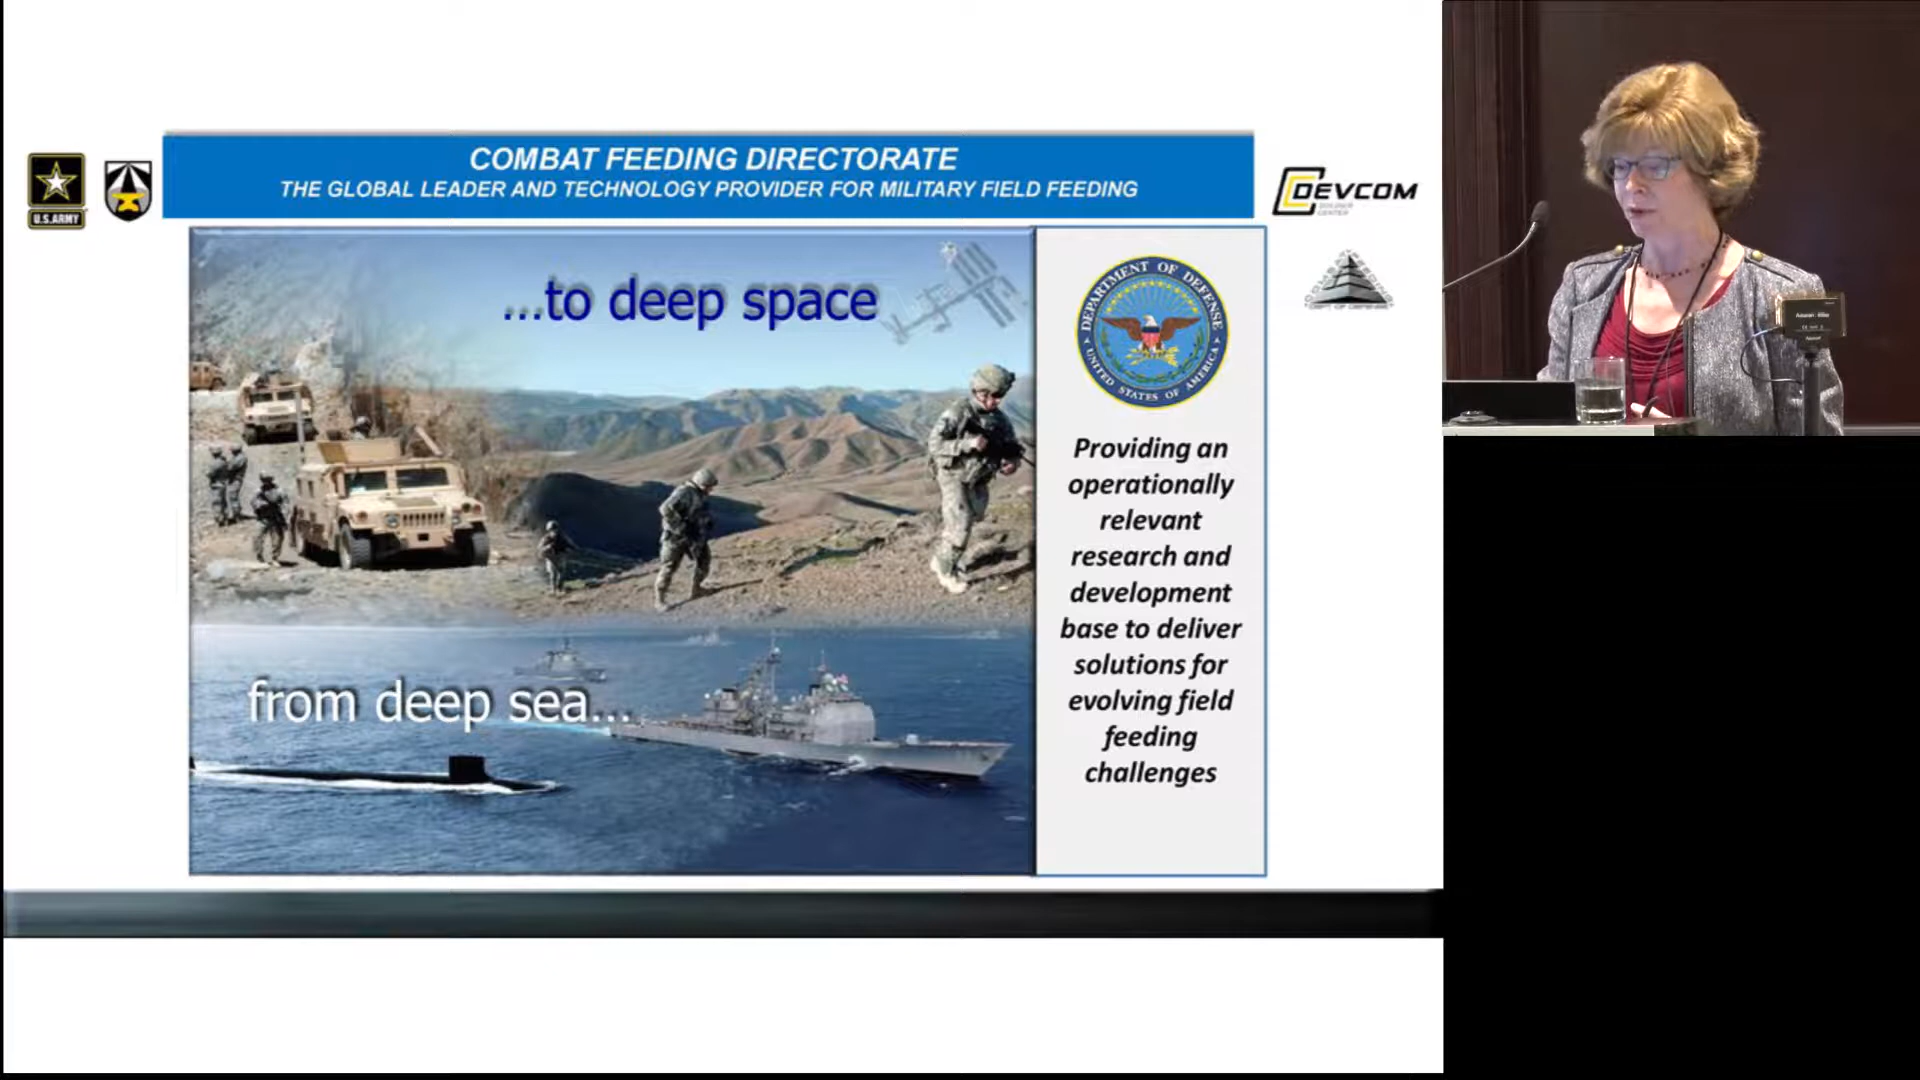 COMBAT FEEDING DIRECTORATE
THE GLOBAL LEADER AND TECHNOLOGY PROVIDER FOR MILITARY FIELD FEEDING
U.S.ARMY
DEVCOM
SOLDIER
CENTER
...to deep space
from deep sea...
DEPARTMENT OF DEFENSE
UNITED STATES OF AMERICA
Providing an
operationally
relevant
research and
development
base to deliver
solutions for
evolving field
feeding
challenges